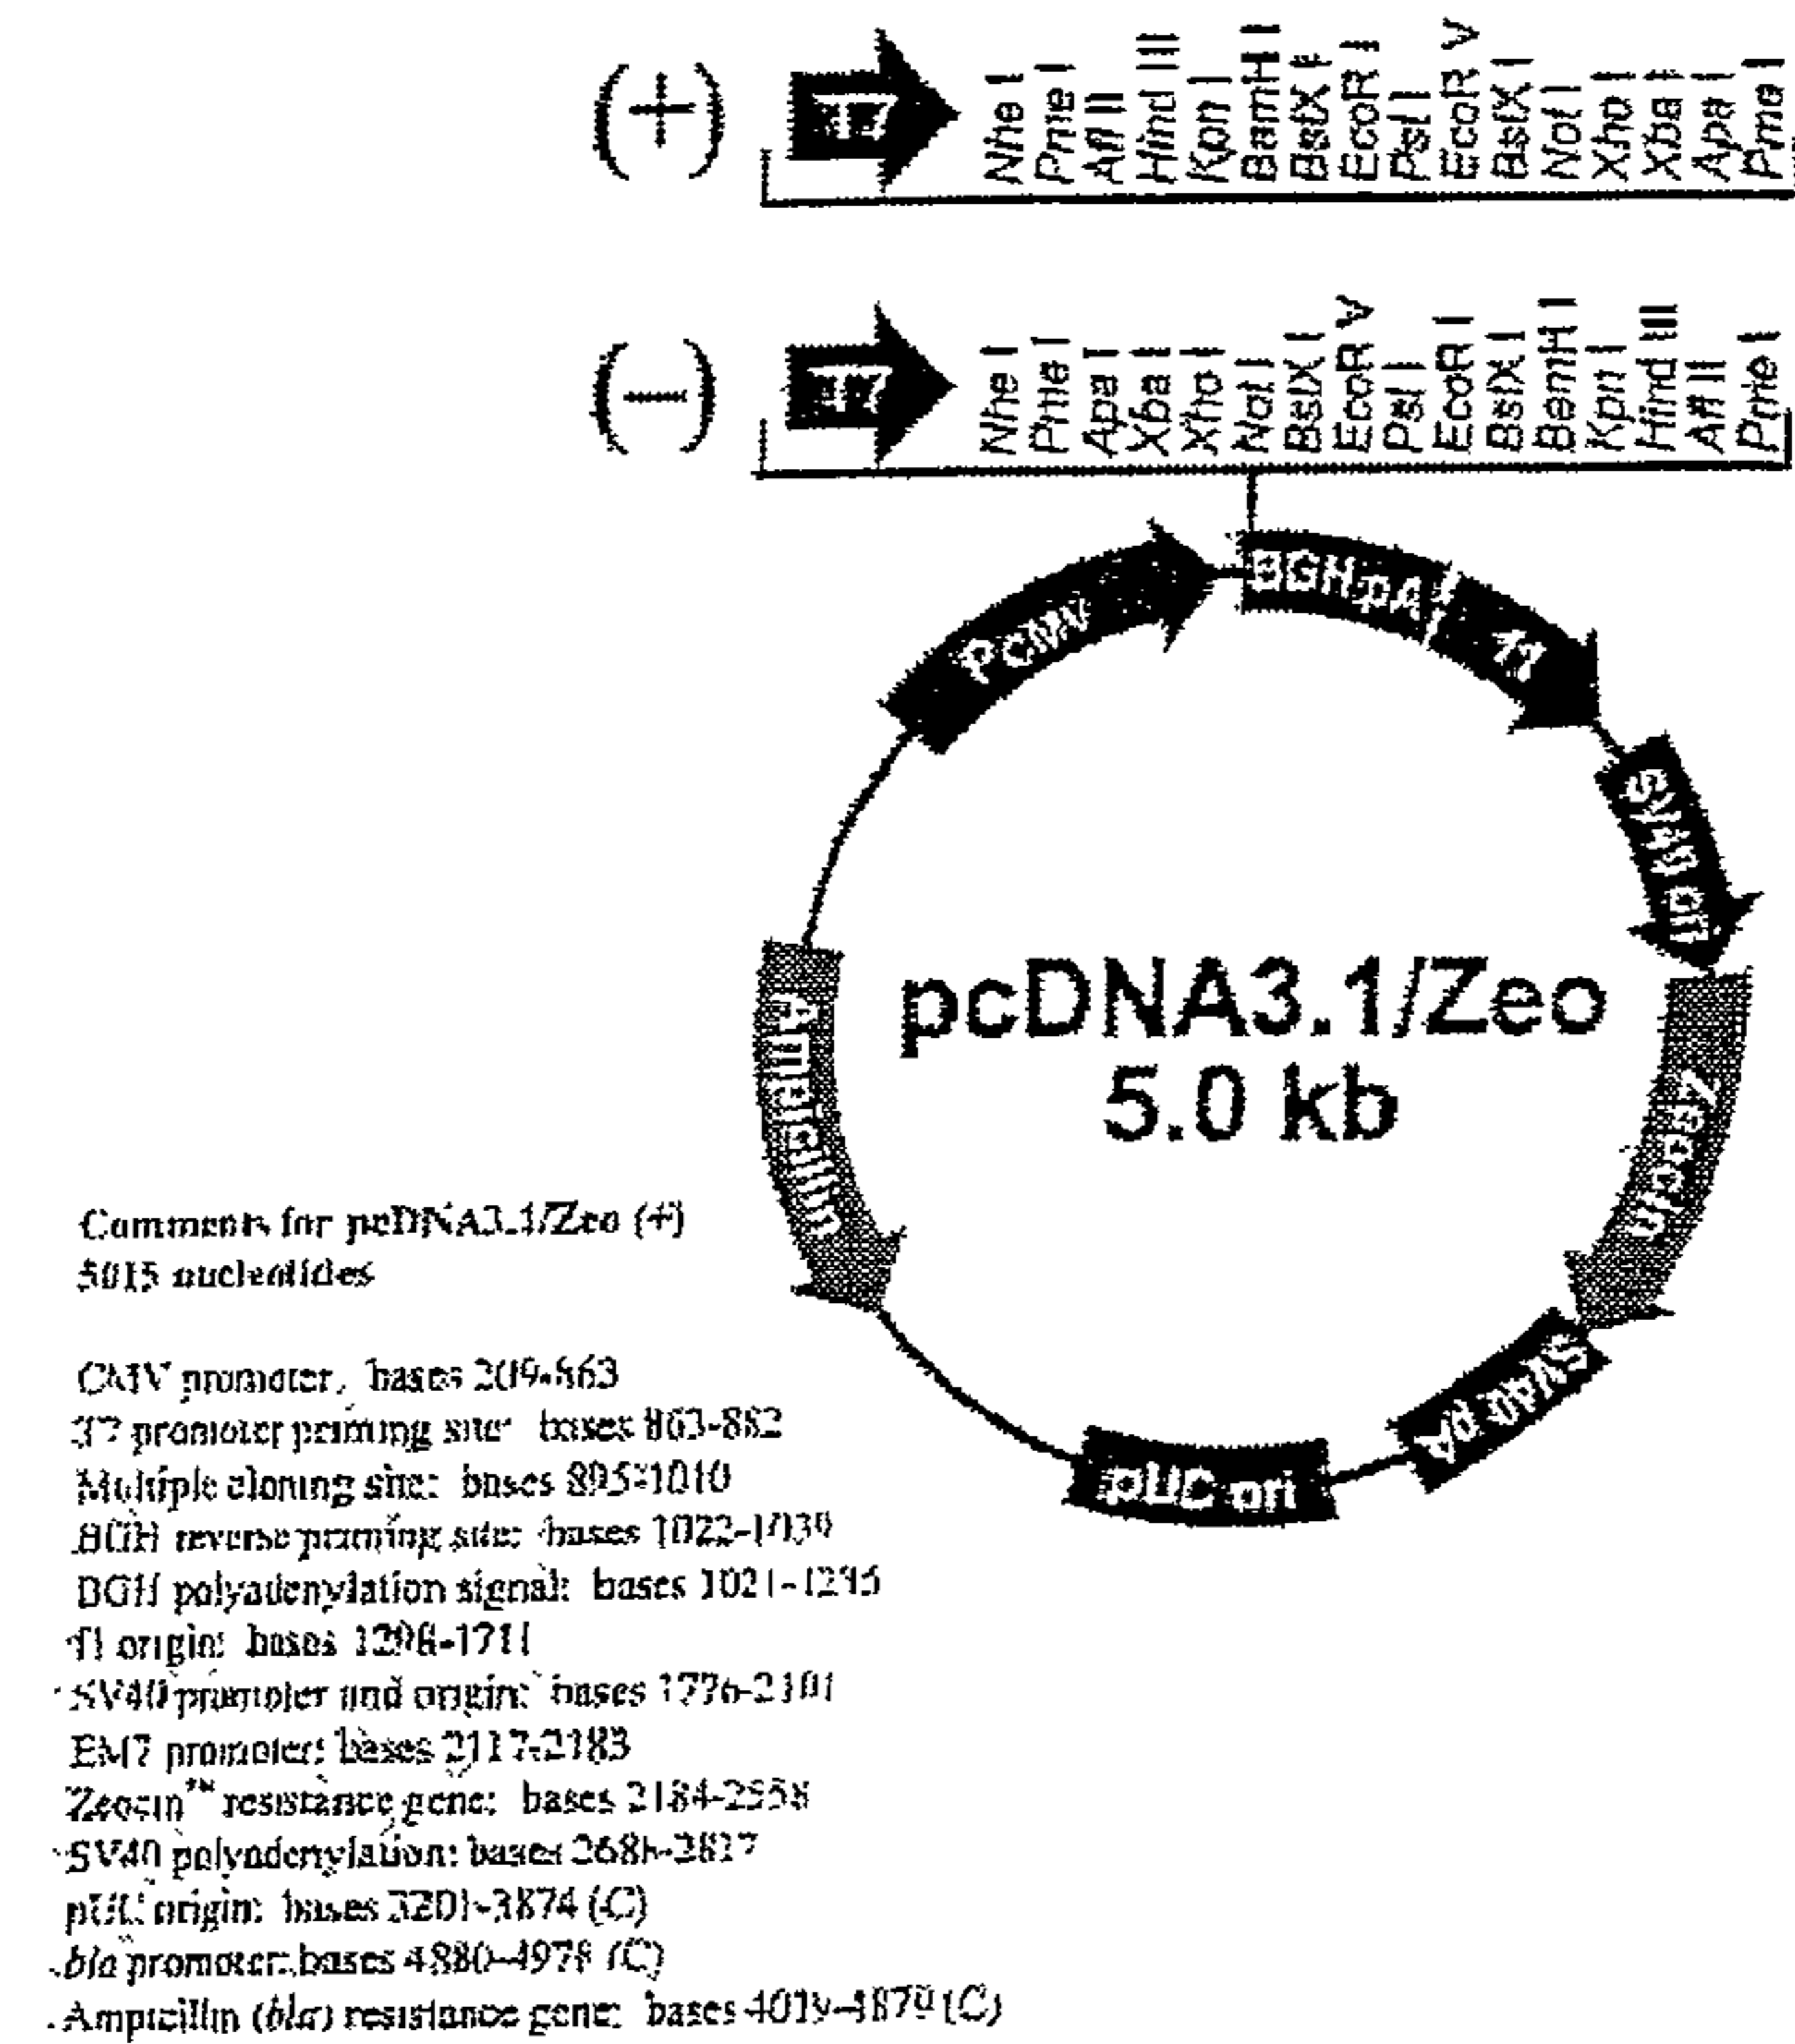 (+) T7 Nhe I Pme I Afl II Hind III Kpn I BamH I BstX I EcoR I Pst I EcoR V BstX I Not I Xho I Xba I Apa I Pme I
(−) T7 Nhe I Pme I Apa I Xba I Xho I Not I BstX I EcoR V Pst I EcoR I BstX I BamH I Kpn I Hind III Afl II Pme I
PCMV
BGH pA
f1
SV40 ori
Zeocin
SV40 pA
pUC ori
Ampicillin
pcDNA3.1/Zeo
5.0 kb
Comments for pcDNA3.1/Zeo (+)
5015 nucleotides
CMV promoter, bases 209-863
T7 promoter priming site: bases 863-882
Multiple cloning site: bases 895-1010
BGH reverse priming site: bases 1022-1039
BGH polyadenylation signal: bases 1021-1235
f1 origin: bases 1298-1711
SV40 promoter and origin: bases 1776-2101
EM7 promoter: bases 2117-2183
Zeocin™ resistance gene: bases 2184-2558
SV40 polyadenylation: bases 2688-2817
pUC origin: bases 3201-3874 (C)
bla promoter: bases 4880-4978 (C)
Ampicillin (bla) resistance gene: bases 4019-4879 (C)